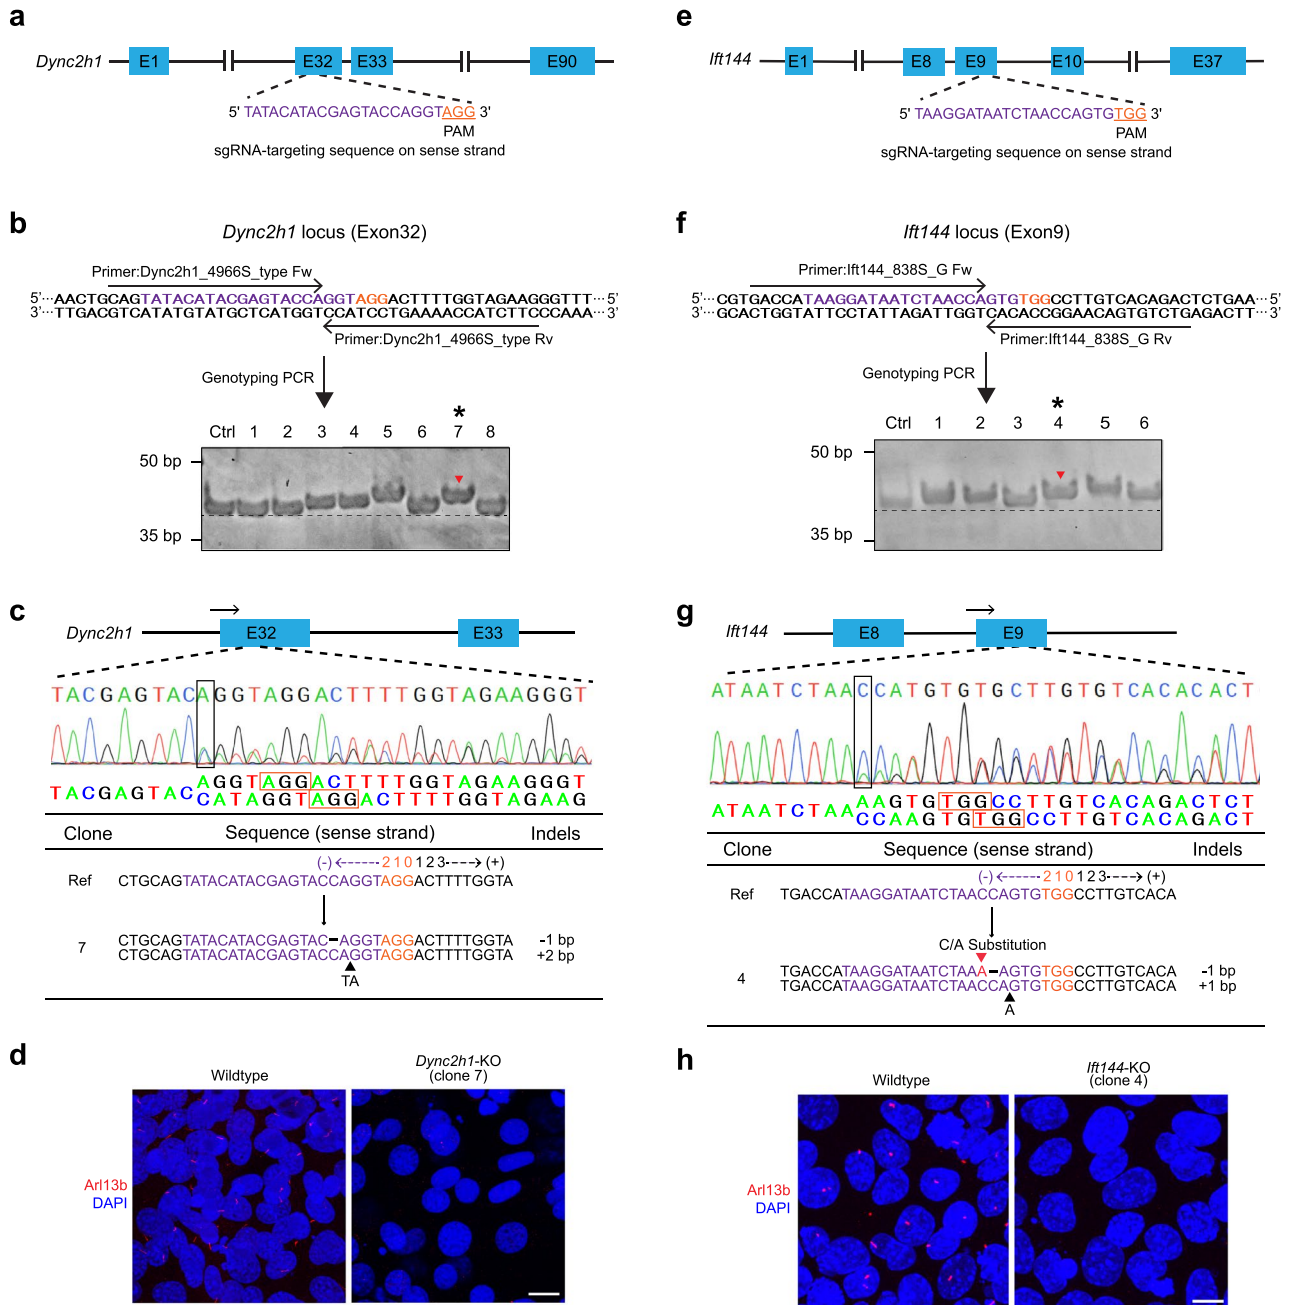 a
Dync2h1 E1 E32 E33 E90
5' TATACATACGAGTACCAGGTAGG 3'
PAM
sgRNA-targeting sequence on sense strand
b
Dync2h1 locus (Exon32)
Primer:Dync2h1_4966S_type Fw
5'···AACTGCAGTATACATACGAGTACCAGGTAGGACTTTTGGTAGAAGGGTTT···5'
3'···TTGACGTCATATGTATGCTCATGGTCCATCCTGAAAACCATCTTCCCAAA···3'
Primer:Dync2h1_4966S_type Rv
Genotyping PCR
*
Ctrl 1 2 3 4 5 6 7 8
50 bp
35 bp
c
Dync2h1 E32 E33
TACGAGTACAGGTAGGACTTTTGGTAGAAGGGT
AGGTAGGACTTTTGGTAGAAGGGT
TACGAGTAC
CATAGGTAGGACTTTTGGTAGAAG
Clone Sequence (sense strand) Indels
(-) 2 1 0 1 2 3 (+)
Ref CTGCAGTATACATACGAGTACCAGGTAGGACTTTTGGTA
7 CTGCAGTATACATACGAGTAC-AGGTAGGACTTTTGGTA -1 bp
CTGCAGTATACATACGAGTACCAGGTAGGACTTTTGGTA +2 bp
TA
d
Wildtype
Dync2h1-KO
(clone 7)
Arl13b
DAPI
e
Ift144 E1 E8 E9 E10 E37
5' TAAGGATAATCTAACCAGTGTGG 3'
PAM
sgRNA-targeting sequence on sense strand
f
Ift144 locus (Exon9)
Primer:Ift144_838S_G Fw
5'···CGTGACCATAAGGATAATCTAACCAGTGTGGCCTTGTCACAGACTCTGAA···5'
3'···GCACTGGTATTCCTATTAGATTGGTCACACCGGAACAGTGTCTGAGACTT···3'
Primer:Ift144_838S_G Rv
Genotyping PCR
*
Ctrl 1 2 3 4 5 6
50 bp
35 bp
g
Ift144 E8 E9
ATAATCTAACCATGTGTGCTTGTGTCACACACT
AAGTGTGGCCTTGTCACAGACTCT
ATAATCTAA
CCAAGTGTGGCCTTGTCACAGACT
Clone Sequence (sense strand) Indels
(-) 2 1 0 1 2 3 (+)
Ref TGACCATAAGGATAATCTAACCAGTGTGGCCTTGTCACA
C/A Substitution
4 TGACCATAAGGATAATCTAAA-AGTGTGGCCTTGTCACA -1 bp
TGACCATAAGGATAATCTAACCAGTGTGGCCTTGTCACA +1 bp
A
h
Wildtype
Ift144-KO
(clone 4)
Arl13b
DAPI